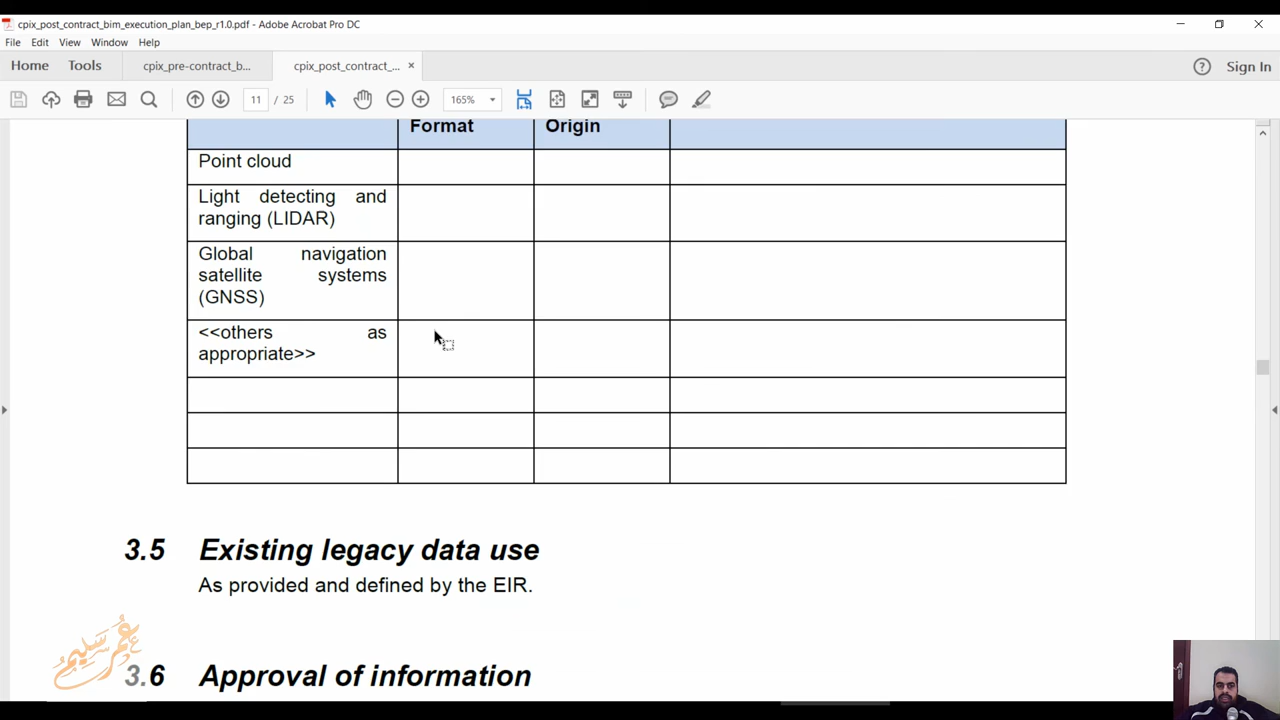 cpix_post_contract_bim_execution_plan_bep_r1.0.pdf - Adobe Acrobat Pro DC
File Edit View Window Help
Home Tools cpix_pre-contract_b... cpix_post_contract_... × Sign In
11 / 25 165%
Format Origin
Point cloud
Light detecting and
ranging (LIDAR)
Global navigation
satellite systems
(GNSS)
<<others as
appropriate>>
3.5 Existing legacy data use
As provided and defined by the EIR.
عمر سليم
3.6 Approval of information